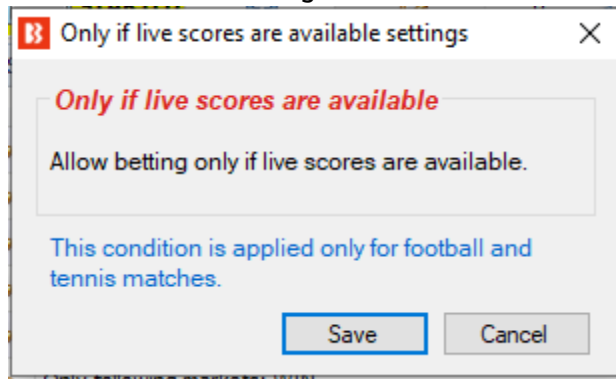 Only if live scores are available settings
Only if live scores are available
Allow betting only if live scores are available.
This condition is applied only for football and
tennis matches.
Save Cancel